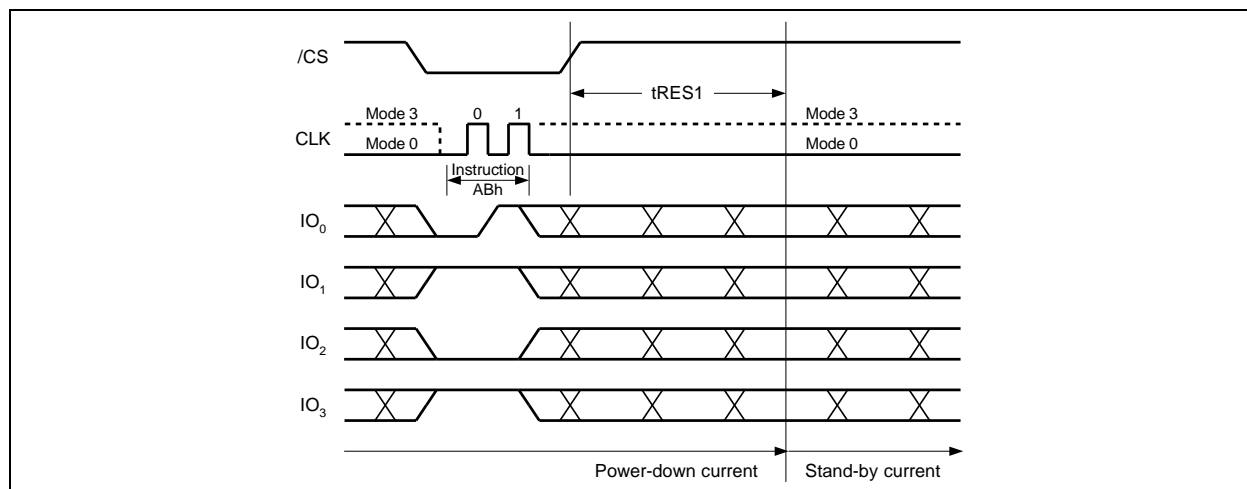 /CS
tRES1
Mode 3 0 1 Mode 3
CLK
Mode 0 Mode 0
Instruction
ABh
IO0
IO1
IO2
IO3
Power-down current Stand-by current